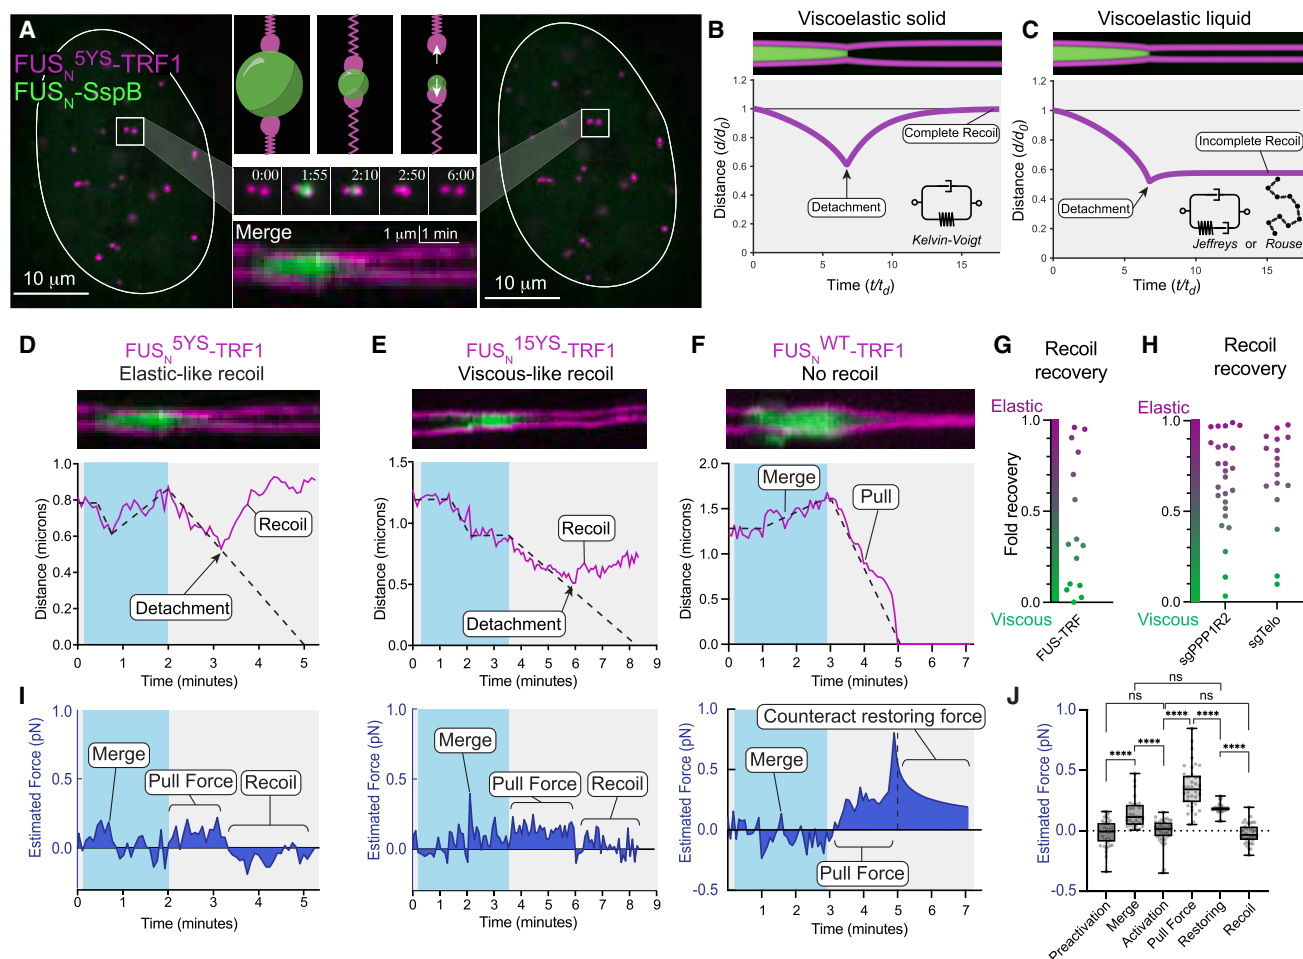 A
FUSN5YS-TRF1
FUSN-SspB
10 μm
0:00
1:55
2:10
2:50
6:00
Merge
1 μm
1 min
10 μm
B
Viscoelastic solid
Distance (d/d0)
1.2
1
0.8
0.6
0.4
0.2
0
Complete Recoil
Detachment
Kelvin-Voigt
0
5
10
15
Time (t/td)
C
Viscoelastic liquid
Distance (d/d0)
1.2
1
0.8
0.6
0.4
0.2
0
Incomplete Recoil
Detachment
Jeffreys or Rouse
0
5
10
15
Time (t/td)
D
FUSN5YS-TRF1
Elastic-like recoil
Distance (microns)
1.0
0.8
0.6
0.4
0.2
0.0
Recoil
Detachment
0 1 2 3 4 5
Time (minutes)
E
FUSN15YS-TRF1
Viscous-like recoil
Distance (microns)
1.5
1.0
0.5
0.0
Recoil
Detachment
0 1 2 3 4 5 6 7 8 9
Time (minutes)
F
FUSNWT-TRF1
No recoil
Distance (microns)
2.0
1.5
1.0
0.5
0.0
Merge
Pull
0 1 2 3 4 5 6 7
Time (minutes)
G
Recoil
recovery
Elastic
Fold recovery
1.0
0.5
0.0
Viscous
FUS-TRF
H
Recoil
recovery
Elastic
1.0
0.5
0.0
Viscous
sgPPP1R2
sgTelo
I
Estimated Force (pN)
1.0
0.5
0.0
Merge
Pull Force
Recoil
0 1 2 3 4 5
Time (minutes)
Estimated Force (pN)
1.0
0.5
0.0
Merge
Pull Force
Recoil
0 1 2 3 4 5 6 7 8 9
Time (minutes)
Estimated Force (pN)
1.0
0.5
0.0
-0.5
Counteract restoring force
Merge
Pull Force
1 2 3 4 5 6 7
Time (minutes)
J
Estimated Force (pN)
1.0
0.5
0.0
-0.5
ns
ns
ns
****
****
****
****
****
Preactivation
Merge
Activation
Pull Force
Restoring
Recoil